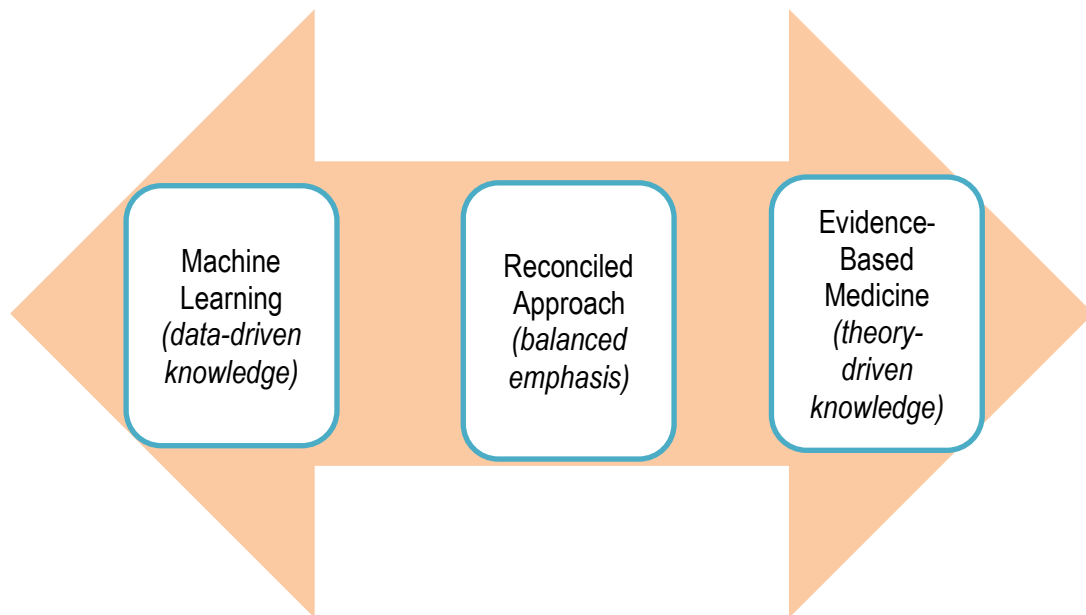 Machine
Learning
(data-driven
knowledge)
Reconciled
Approach
(balanced
emphasis)
Evidence-
Based
Medicine
(theory-
driven
knowledge)